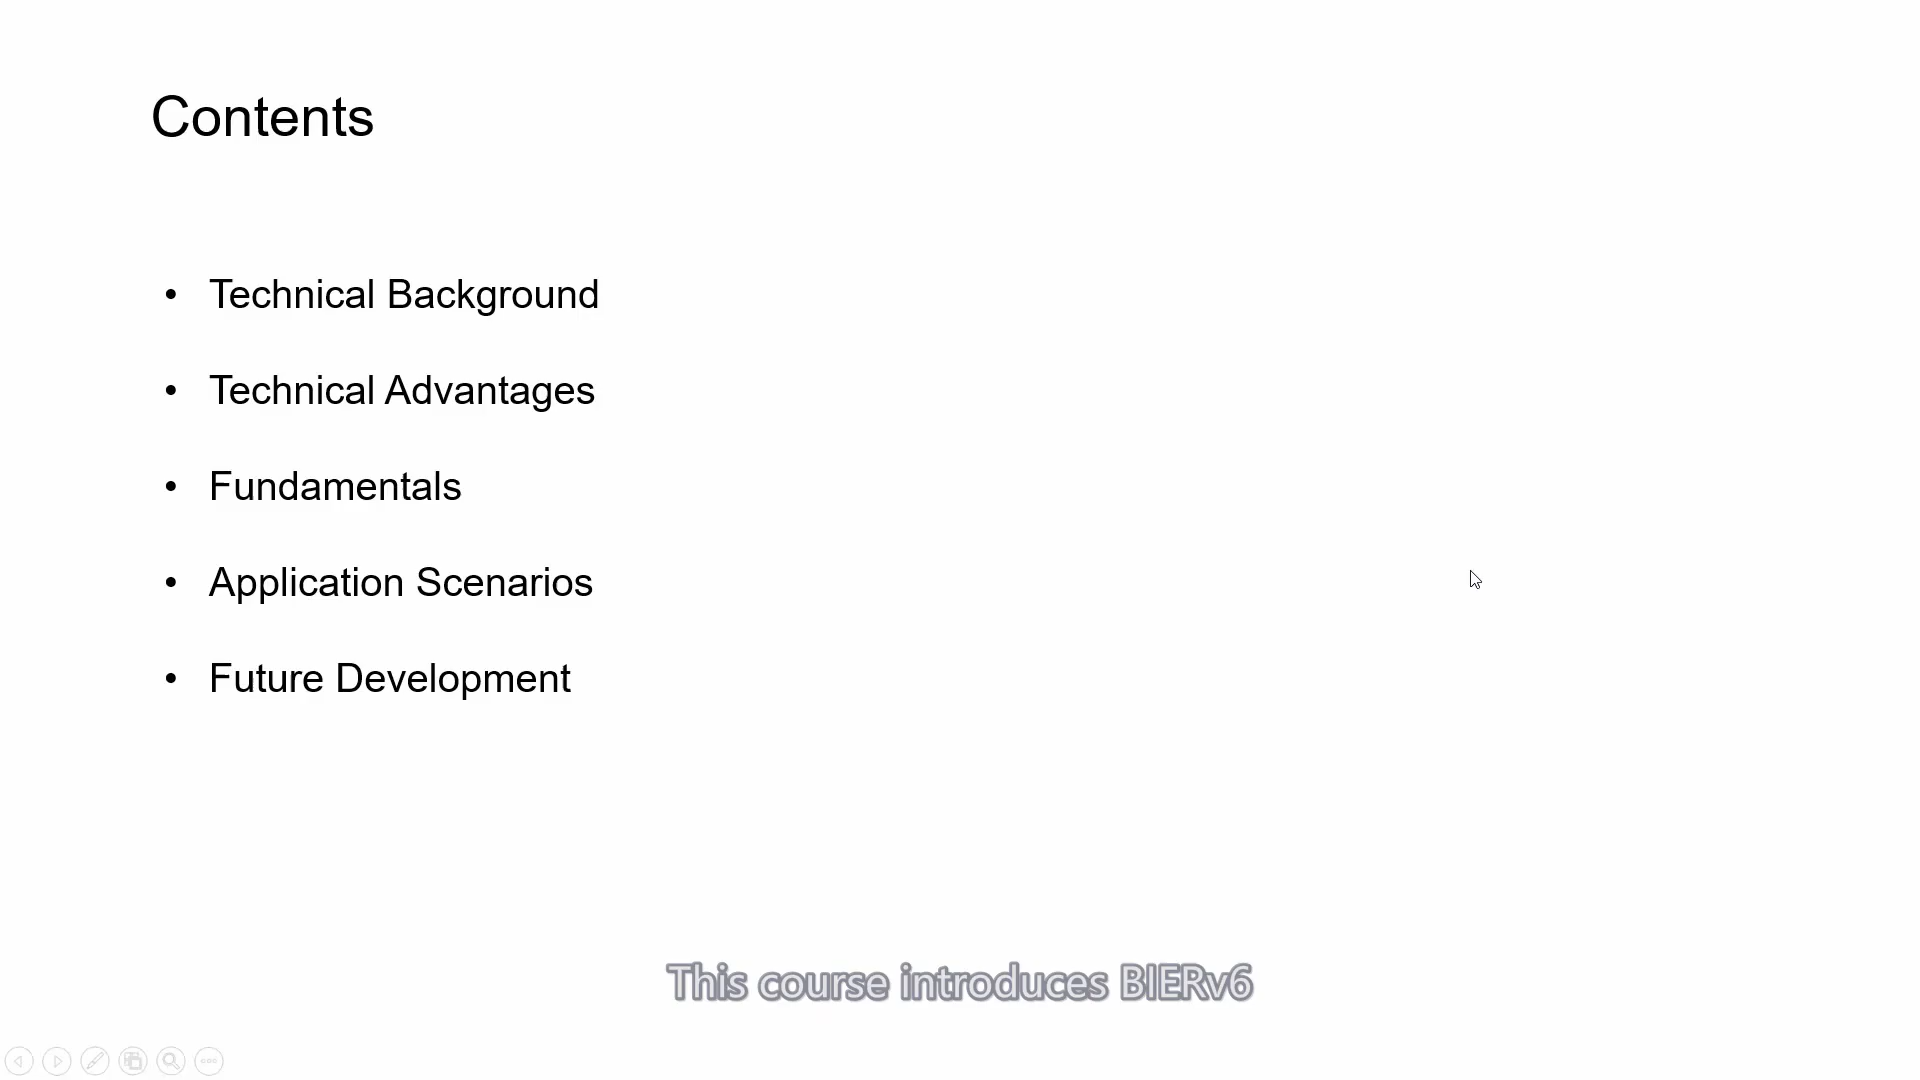 Contents
• Technical Background
• Technical Advantages
• Fundamentals
• Application Scenarios
• Future Development
This course introduces BIERv6